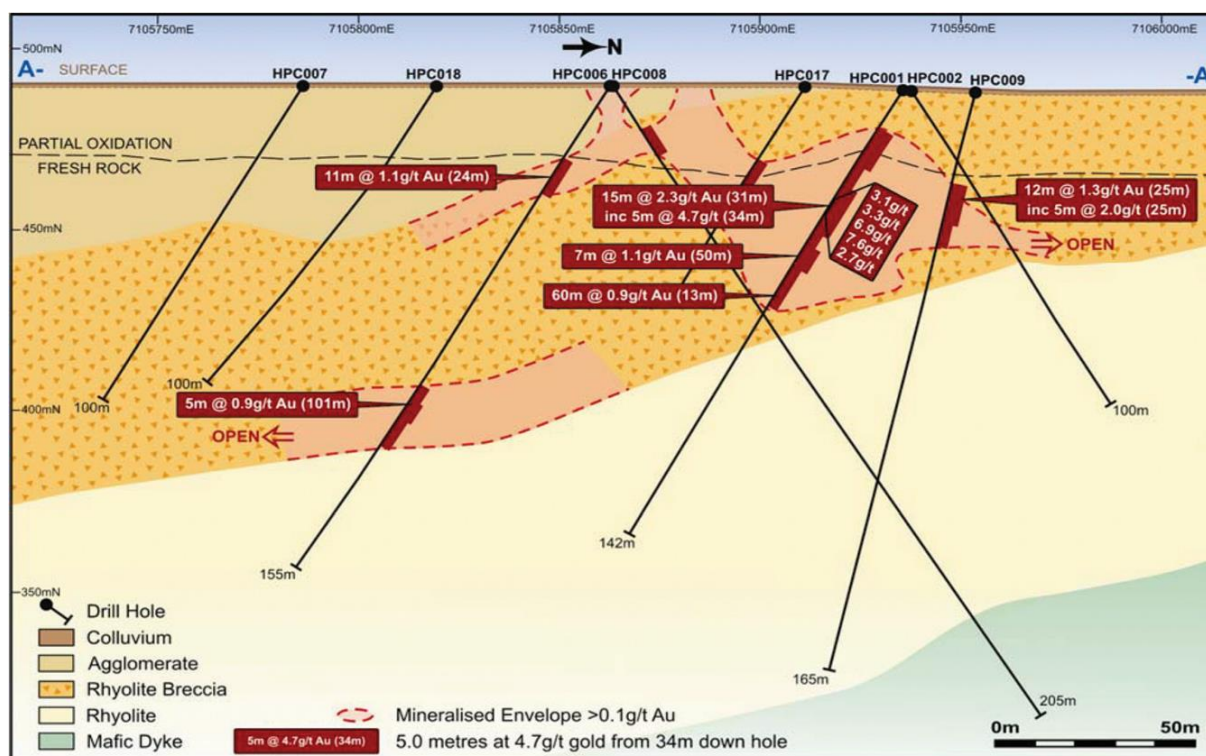 7105750mE 7105800mE 7105850mE 7105900mE 7105950mE 7106000mE
500mN
N
A- SURFACE -A
HPC007 HPC018 HPC006 HPC008 HPC017 HPC001 HPC002 HPC009
PARTIAL OXIDATION
FRESH ROCK
11m @ 1.1g/t Au (24m)
15m @ 2.3g/t Au (31m)
inc 5m @ 4.7g/t (34m)
3.1g/t
3.3g/t
6.9g/t
7.6g/t
2.7g/t
12m @ 1.3g/t Au (25m)
inc 5m @ 2.0g/t (25m)
450mN
7m @ 1.1g/t Au (50m)
OPEN
60m @ 0.9g/t Au (13m)
100m
100m
5m @ 0.9g/t Au (101m)
400mN
100m
OPEN
142m
155m
350mN
165m
205m
Drill Hole
Colluvium
Agglomerate
Rhyolite Breccia
Rhyolite
Mafic Dyke
Mineralised Envelope >0.1g/t Au
5m @ 4.7g/t Au (34m) 5.0 metres at 4.7g/t gold from 34m down hole
0m 50m